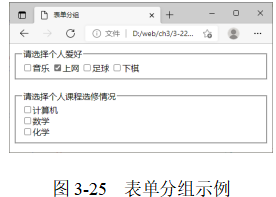 表单分组
文件 | D:/web/ch3/3-22...
请选择个人爱好
音乐 上网 足球 下棋
请选择个人课程选修情况
计算机
数学
化学
图 3-25 表单分组示例